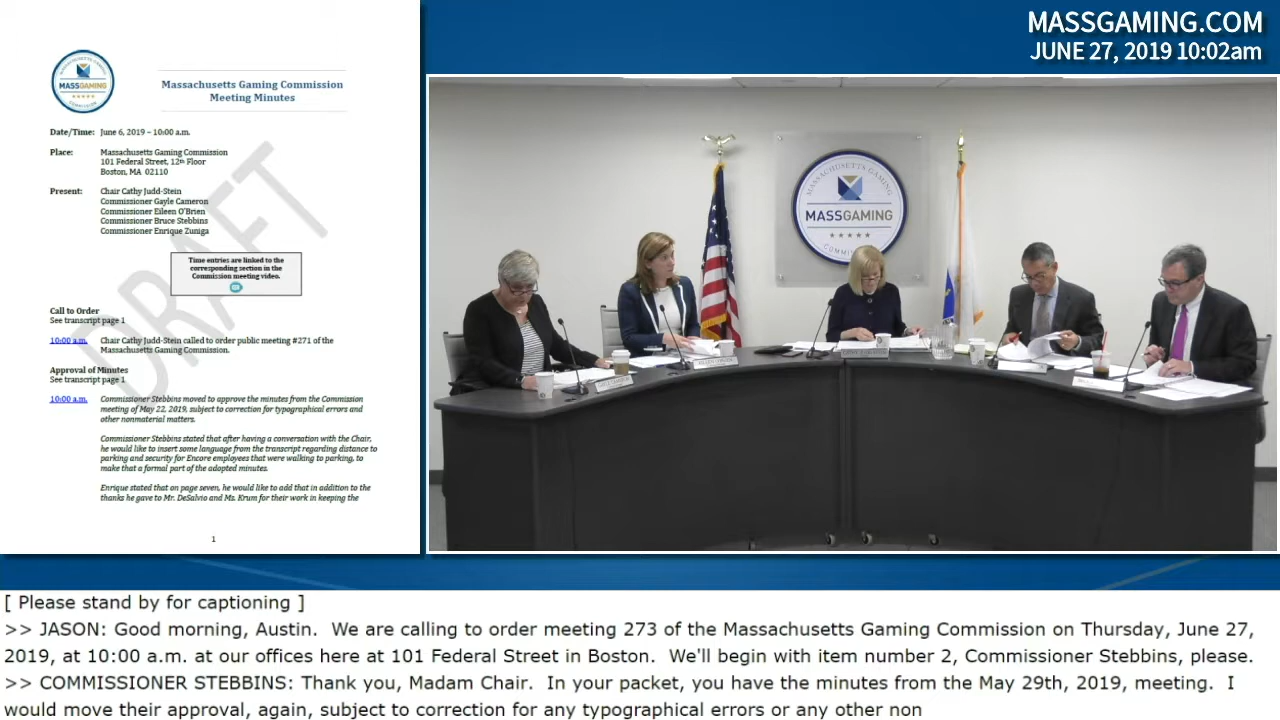 MASSGAMING.COM
JUNE 27, 2019 10:02am
MASSACHUSETTS GAMING
MASSGAMING
COMMISSION
Massachusetts Gaming Commission
Meeting Minutes
Date/Time: June 6, 2019 – 10:00 a.m.
Place: Massachusetts Gaming Commission
101 Federal Street, 12th Floor
Boston, MA 02110
Present: Chair Cathy Judd-Stein
Commissioner Gayle Cameron
Commissioner Eileen O'Brien
Commissioner Bruce Stebbins
Commissioner Enrique Zuniga
Time entries are linked to the
corresponding section in the
Commission meeting video.
DRAFT
Call to Order
See transcript page 1
10:00 a.m. Chair Cathy Judd-Stein called to order public meeting #271 of the
Massachusetts Gaming Commission.
Approval of Minutes
See transcript page 1
10:00 a.m. Commissioner Stebbins moved to approve the minutes from the Commission
meeting of May 22, 2019, subject to correction for typographical errors and
other nonmaterial matters.
Commissioner Stebbins stated that after having a conversation with the Chair,
he would like to insert some language from the transcript regarding distance to
parking and security for Encore employees that were walking to parking, to
make that a formal part of the adopted minutes.
Enrique stated that on page seven, he would like to add that in addition to the
thanks he gave to Mr. DeSalvio and Ms. Krum for their work in keeping the
1
MASSACHUSETTS GAMING
MASSGAMING
[ Please stand by for captioning ]
>> JASON: Good morning, Austin. We are calling to order meeting 273 of the Massachusetts Gaming Commission on Thursday, June 27,
2019, at 10:00 a.m. at our offices here at 101 Federal Street in Boston. We'll begin with item number 2, Commissioner Stebbins, please.
>> COMMISSIONER STEBBINS: Thank you, Madam Chair. In your packet, you have the minutes from the May 29th, 2019, meeting. I
would move their approval, again, subject to correction for any typographical errors or any other non